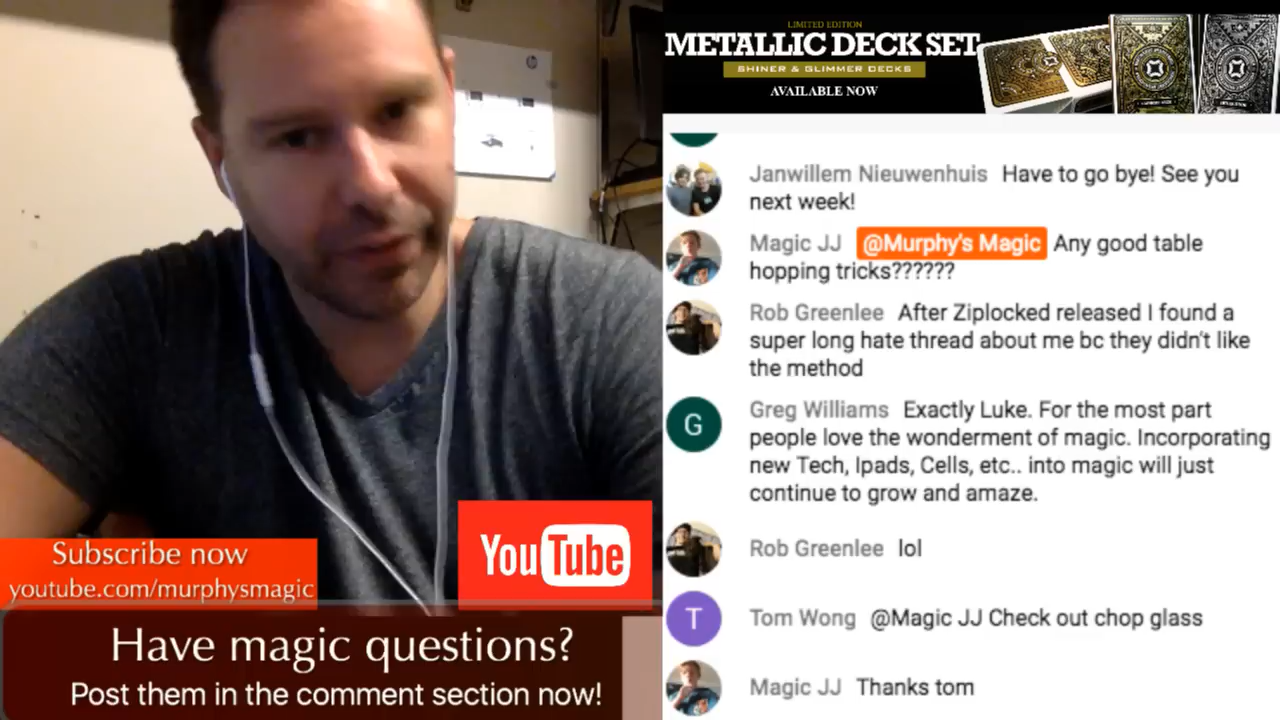 LIMITED EDITION
METALLIC DECK SET
SHINER & GLIMMER DECKS
AVAILABLE NOW
Janwillem Nieuwenhuis Have to go bye! See you
next week!
Magic JJ @Murphy's Magic Any good table
hopping tricks??????
Rob Greenlee After Ziplocked released I found a
super long hate thread about me bc they didn't like
the method
G
Greg Williams Exactly Luke. For the most part
people love the wonderment of magic. Incorporating
new Tech, Ipads, Cells, etc.. into magic will just
continue to grow and amaze.
Rob Greenlee lol
T
Tom Wong @Magic JJ Check out chop glass
Magic JJ Thanks tom
hp
Subscribe now
youtube.com/murphysmagic
YouTube
Have magic questions?
Post them in the comment section now!